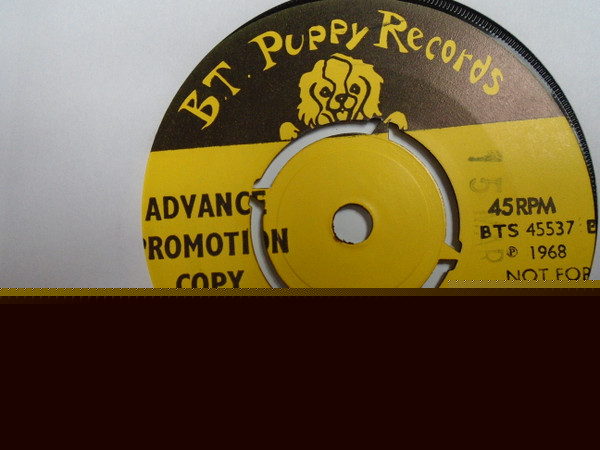 B.T. PUPPY RECORDS
ADVANCE
PROMOTION
COPY
45 RPM
BTS 45537
℗ 1968
NOT FOR